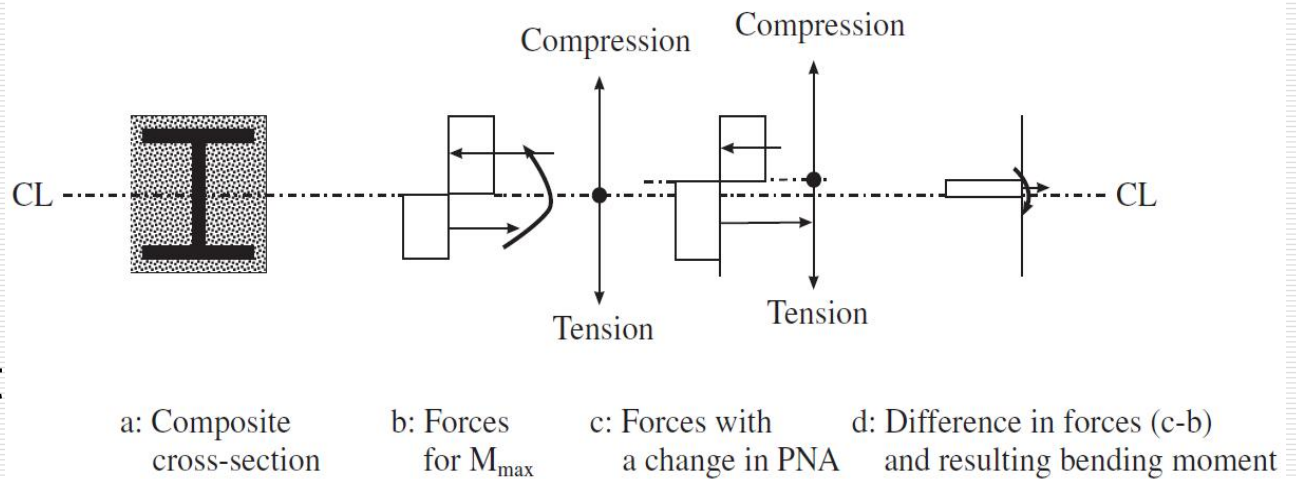 Compression
Compression
CL
CL
Tension
Tension
a: Composite
cross-section
b: Forces
for Mmax
c: Forces with
a change in PNA
d: Difference in forces (c-b)
and resulting bending moment